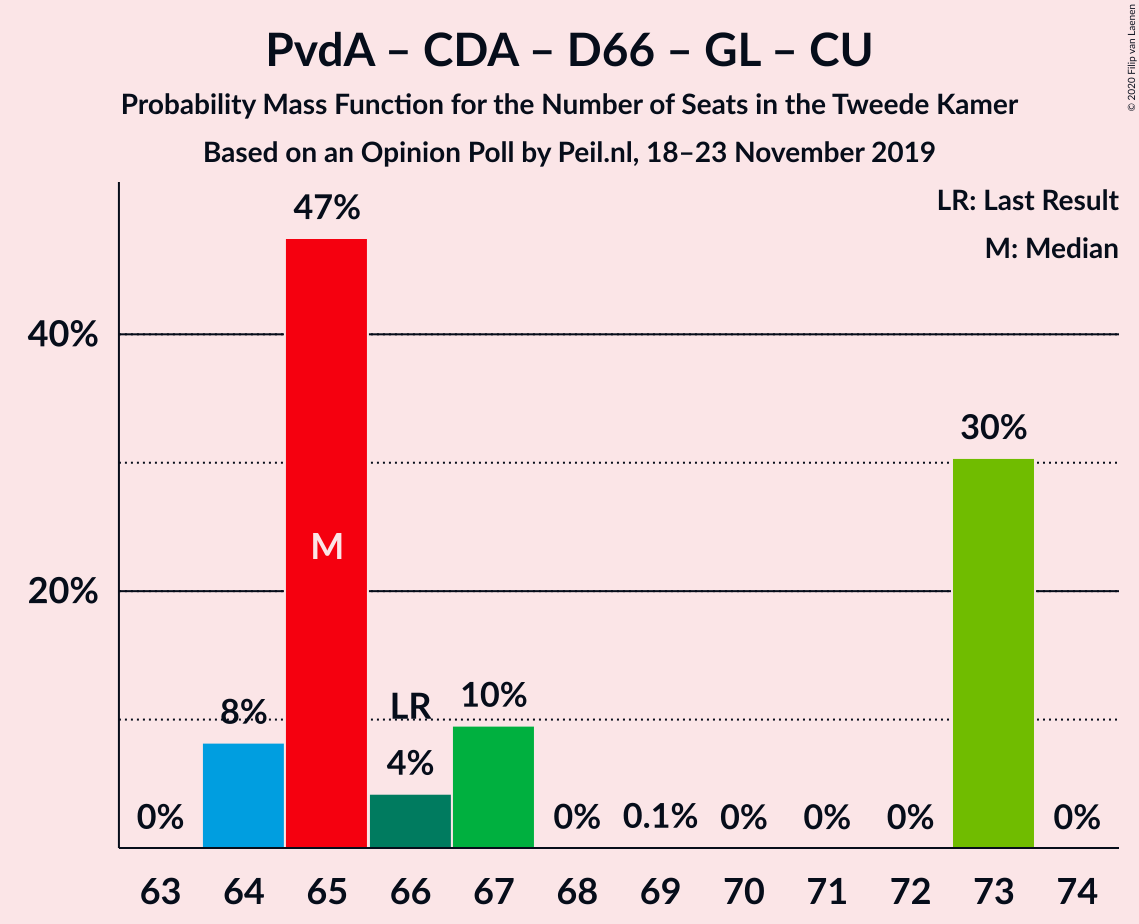 PvdA – CDA – D66 – GL – CU
Probability Mass Function for the Number of Seats in the Tweede Kamer
Based on an Opinion Poll by Peil.nl, 18–23 November 2019
© 2020 Filip van Laenen
LR: Last Result
M: Median
40%
20%
0%
8%
47%
M
LR
4%
10%
0%
0.1%
0%
0%
0%
30%
0%
63 64 65 66 67 68 69 70 71 72 73 74